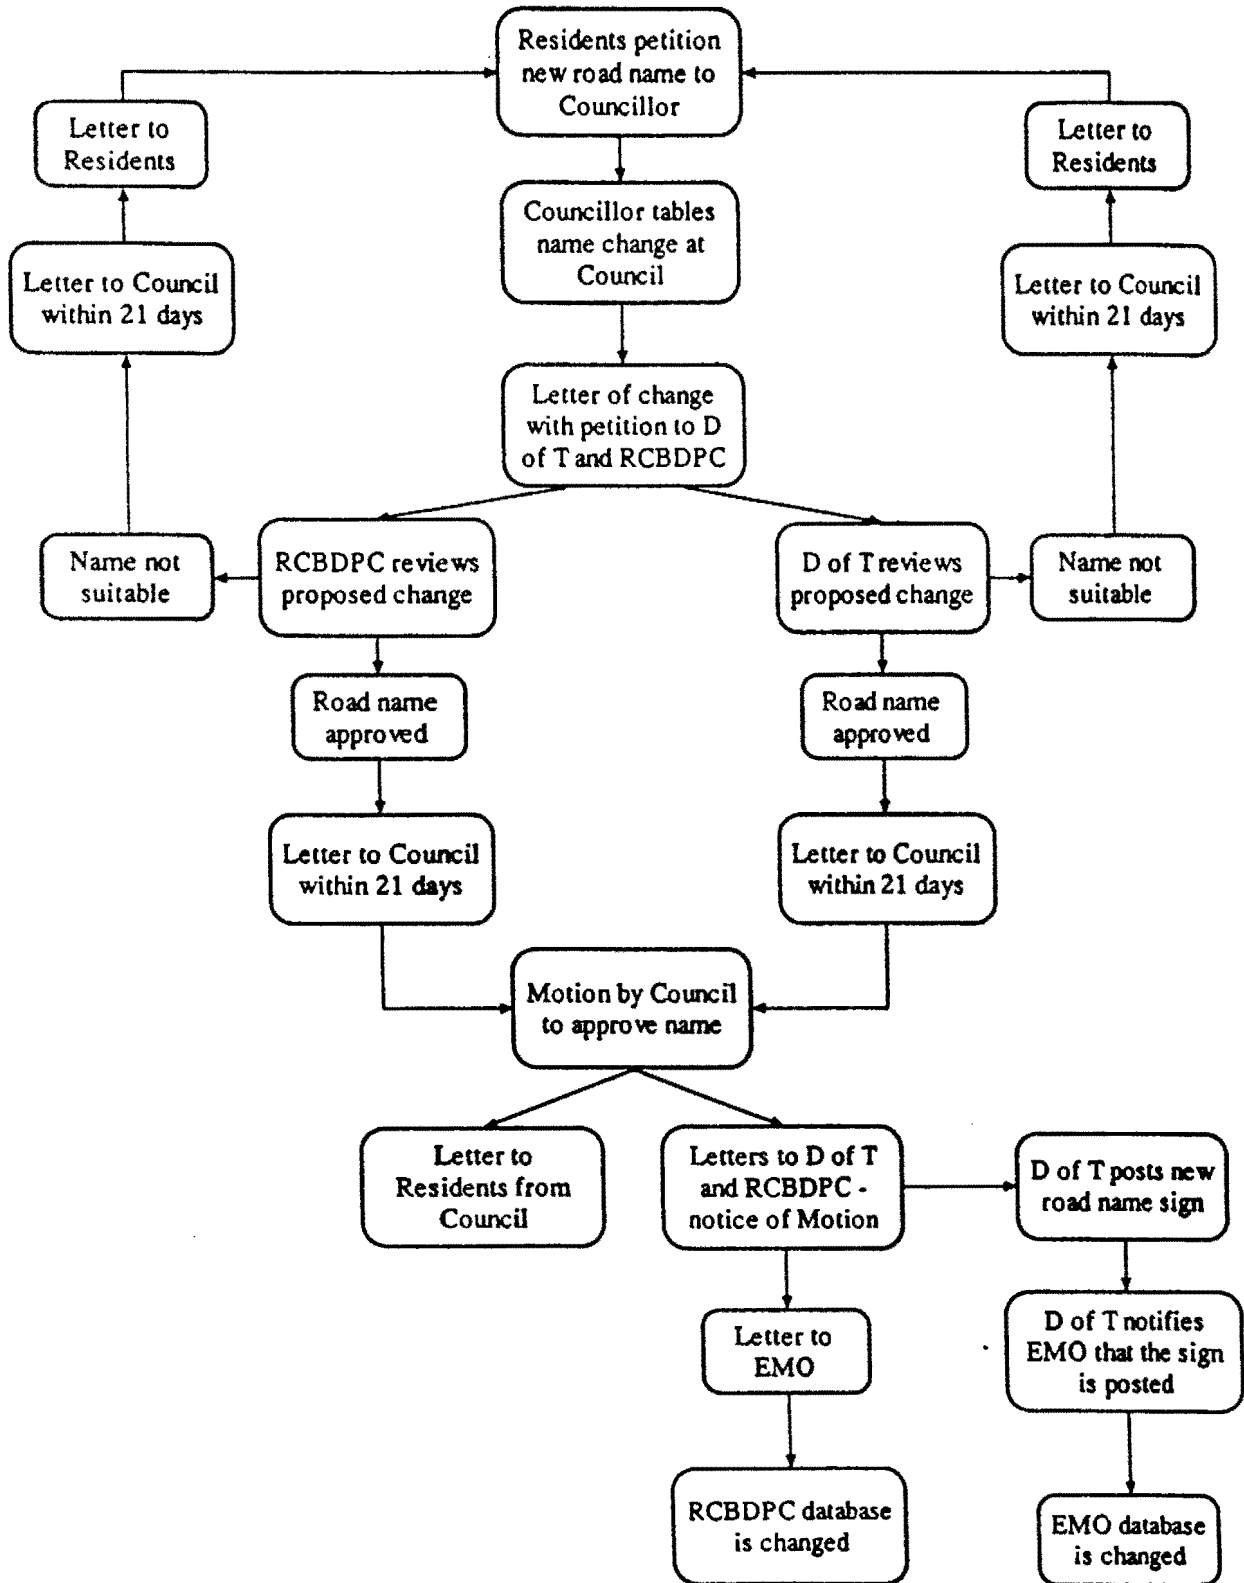 Residents petition
new road name to
Councillor
Letter to
Residents
Letter to
Residents
Councillor tables
name change at
Council
Letter to Council
within 21 days
Letter to Council
within 21 days
Letter of change
with petition to D
of T and RCBDPC
Name not
suitable
RCBDPC reviews
proposed change
D of T reviews
proposed change
Name not
suitable
Road name
approved
Road name
approved
Letter to Council
within 21 days
Letter to Council
within 21 days
Motion by Council
to approve name
Letter to
Residents from
Council
Letters to D of T
and RCBDPC -
notice of Motion
D of T posts new
road name sign
Letter to
EMO
D of T notifies
EMO that the sign
is posted
RCBDPC database
is changed
EMO database
is changed